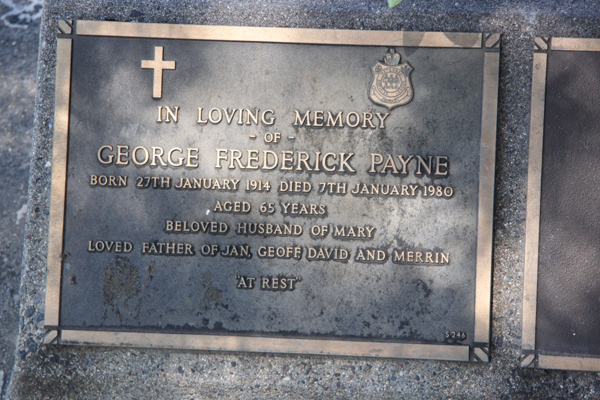 IN LOVING MEMORY
- OF -
GEORGE FREDERICK PAYNE
BORN 27TH JANUARY 1914 DIED 7TH JANUARY 1980
AGED 65 YEARS
BELOVED HUSBAND OF MARY
LOVED FATHER OF JAN, GEOFF, DAVID AND MERRIN
"AT REST"